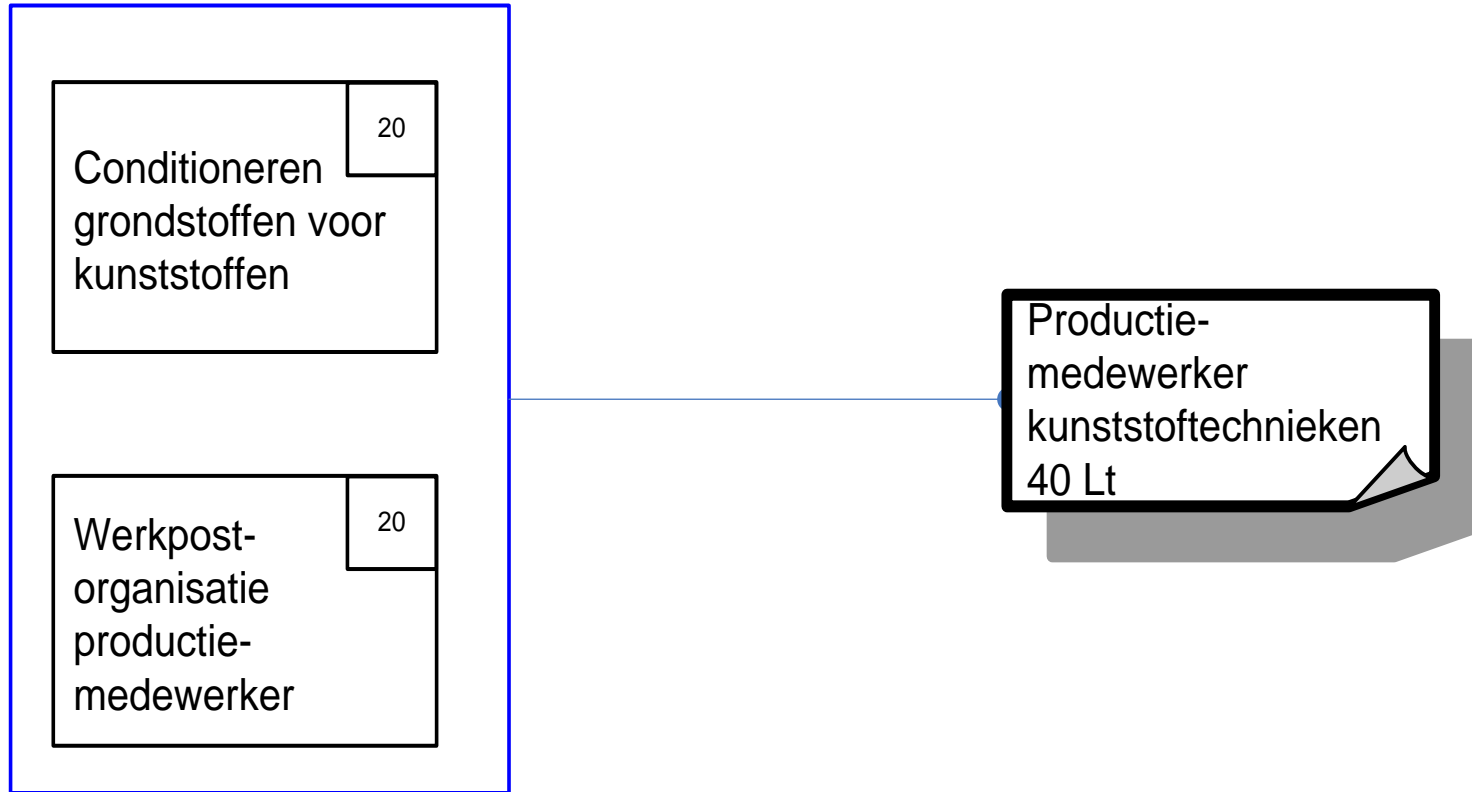 20
Conditioneren
grondstoffen voor
kunststoffen
20
Werkpost-
organisatie
productie-
medewerker
Productie-
medewerker
kunststoftechnieken
40 Lt